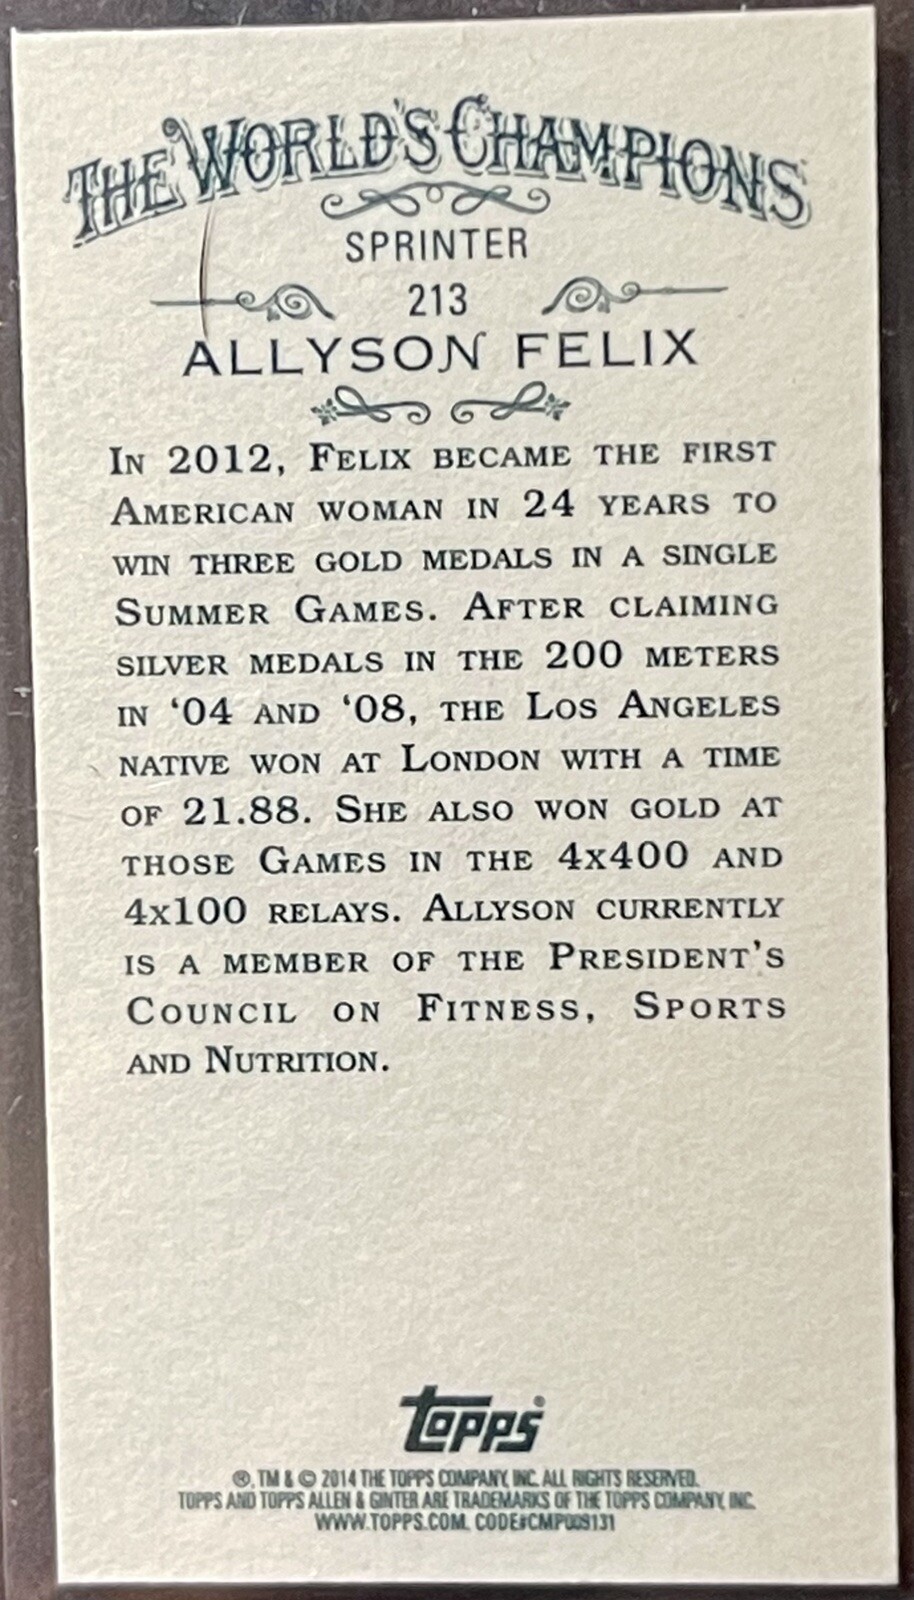 THE WORLD'S CHAMPIONS
SPRINTER
213
ALLYSON FELIX
IN 2012, FELIX BECAME THE FIRST
AMERICAN WOMAN IN 24 YEARS TO
WIN THREE GOLD MEDALS IN A SINGLE
SUMMER GAMES. AFTER CLAIMING
SILVER MEDALS IN THE 200 METERS
IN ‘04 AND ‘08, THE LOS ANGELES
NATIVE WON AT LONDON WITH A TIME
OF 21.88. SHE ALSO WON GOLD AT
THOSE GAMES IN THE 4X400 AND
4X100 RELAYS. ALLYSON CURRENTLY
IS A MEMBER OF THE PRESIDENT'S
COUNCIL ON FITNESS, SPORTS
AND NUTRITION.
topps®
®, TM & © 2014 THE TOPPS COMPANY, INC. ALL RIGHTS RESERVED.
TOPPS AND TOPPS ALLEN & GINTER ARE TRADEMARKS OF THE TOPPS COMPANY, INC.
WWW.TOPPS.COM. CODE#CMP009131